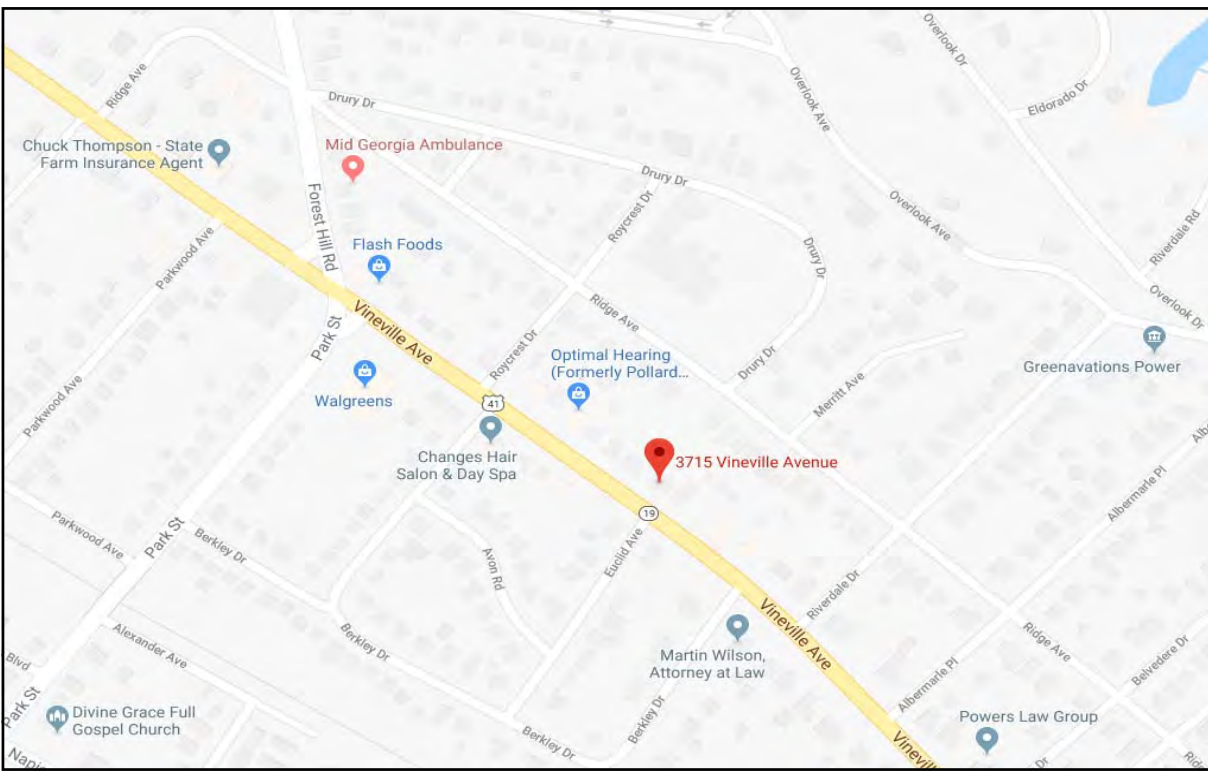 Overlook Dr
Ridge Ave
Drury Dr
Overlook Ave
Eldorado Dr
Chuck Thompson - State
Farm Insurance Agent
Mid Georgia Ambulance
Forest Hill Rd
Drury Dr
Roycrest Dr
Overlook Ave
Riverdale Rd
Parkwood Ave
Flash Foods
Drury Dr
Overlook Dr
Vineville Ave
Ridge Ave
Park St
Roycrest Dr
Optimal Hearing
(Formerly Pollard...
Drury Dr
Greenavations Power
Walgreens
41
Merritt Ave
Parkwood Ave
Changes Hair
Salon & Day Spa
3715 Vineville Avenue
Alb
Albermarle Pl
19
Parkwood Ave
Park St
Berkley Dr
Avon Rd
Euclid Ave
Riverdale Dr
Vineville Ave
Alexander Ave
Berkley Dr
Martin Wilson,
Attorney at Law
Ridge Ave
Belvedere Dr
Blvd
Park St
Albermarle Pl
Divine Grace Full
Gospel Church
Berkley Dr
Berkley Dr
Powers Law Group
Vinevill
Dr
Ridg
Napi